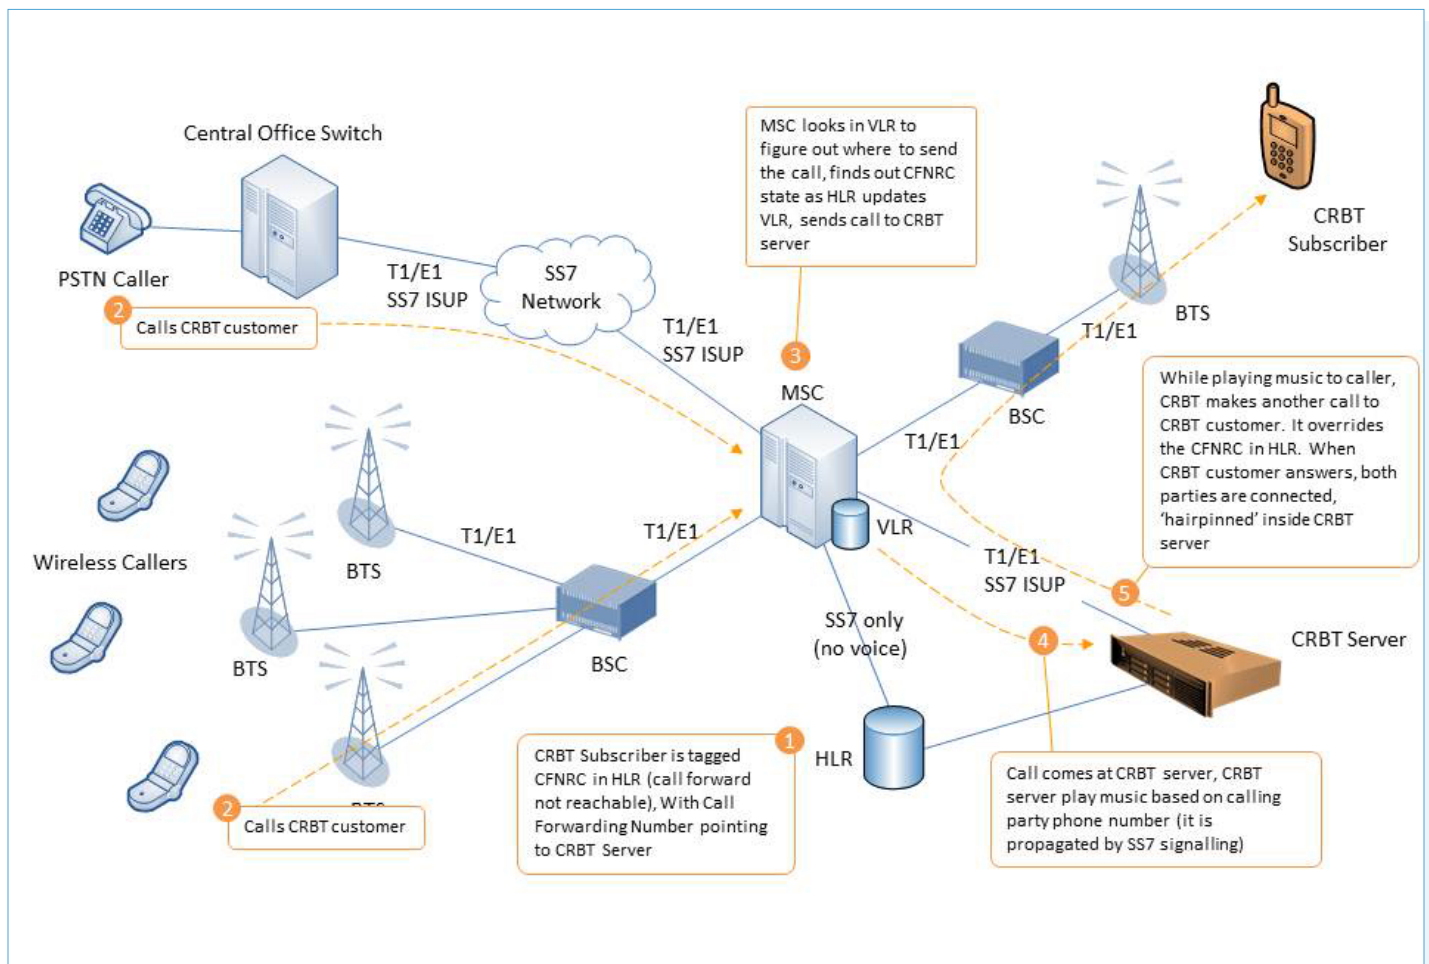 Central Office Switch
PSTN Caller
2
Calls CRBT customer
T1/E1
SS7 ISUP
SS7
Network
T1/E1
SS7 ISUP
MSC looks in VLR to
figure out where to send
the call, finds out CFNRC
state as HLR updates
VLR, sends call to CRBT
server
3
MSC
VLR
CRBT
Subscriber
BTS
T1/E1
BSC
T1/E1
While playing music to caller,
CRBT makes another call to
CRBT customer. It overrides
the CFNRC in HLR. When
CRBT customer answers, both
parties are connected,
'hairpinned' inside CRBT
server
5
T1/E1
SS7 ISUP
Wireless Callers
BTS
T1/E1
T1/E1
BTS
BSC
SS7 only
(no voice)
4
CRBT Server
HLR
1
CRBT Subscriber is tagged
CFNRC in HLR (call forward
not reachable), With Call
Forwarding Number pointing
to CRBT Server
Call comes at CRBT server, CRBT
server play music based on calling
party phone number (it is
propagated by SS7 signalling)
2
Calls CRBT customer